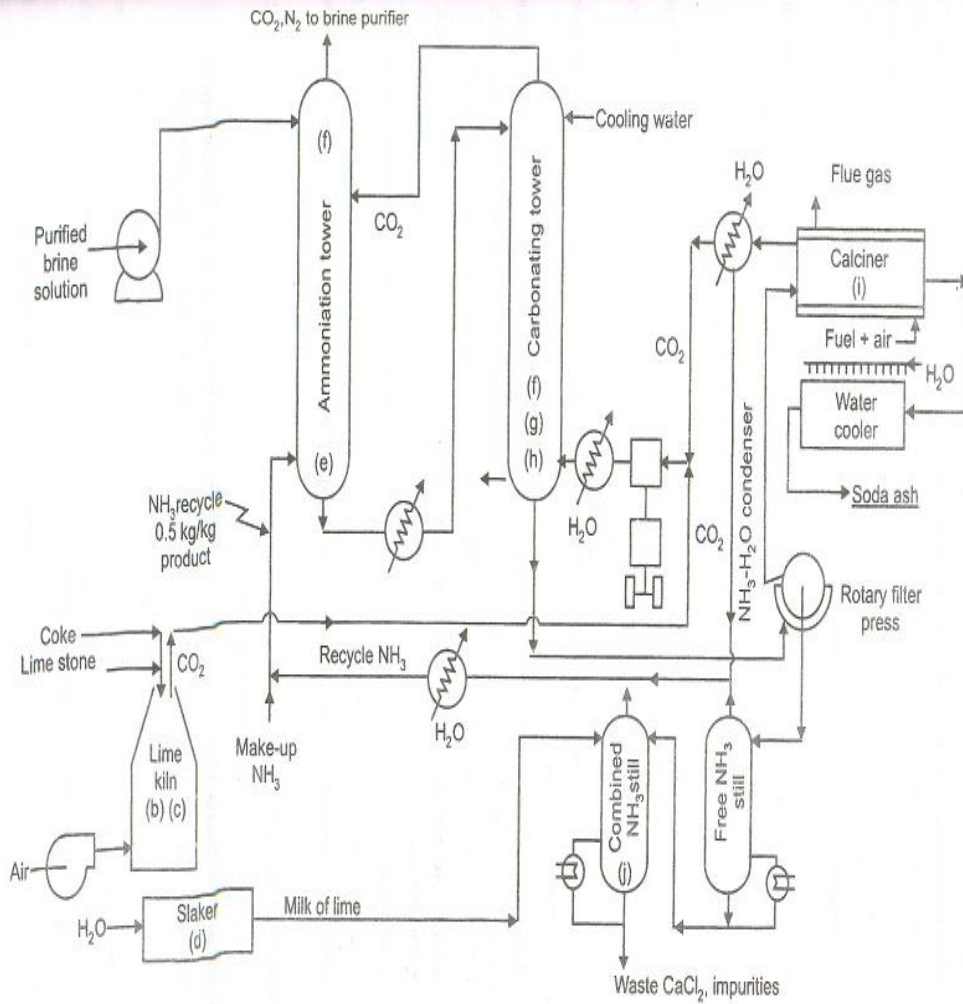 CO2,N2 to brine purifier
(f)
Ammoniation tower
(e)
Purified
brine
solution
CO2
Cooling water
Carbonating tower
(f)
(g)
(h)
H2O
Flue gas
Calciner
(i)
Fuel + air
CO2
H2O
Water
cooler
Soda ash
NH3-H2O condenser
H2O
CO2
NH3 recycle
0.5 kg/kg
product
Rotary filter
press
Coke
Lime stone
CO2
Recycle NH3
H2O
Make-up
NH3
Lime
kiln
(b) (c)
Air
Combined
NH3 still
(j)
Free NH3
still
H2O
Slaker
(d)
Milk of lime
Waste CaCl2, impurities